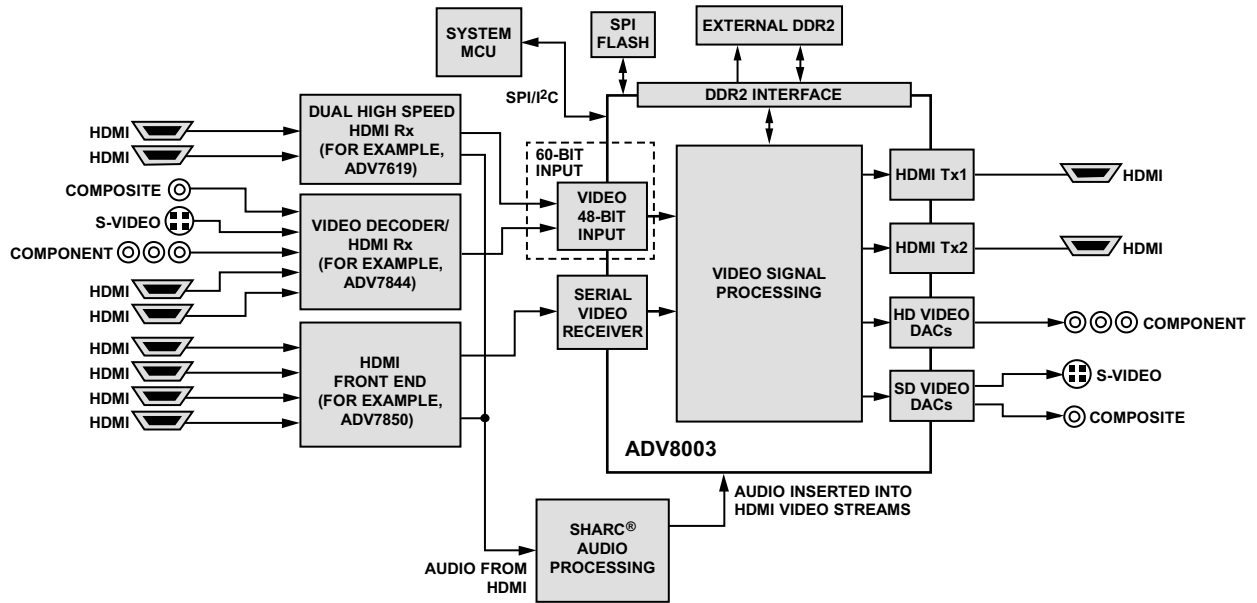 SYSTEM
MCU
SPI
FLASH
EXTERNAL DDR2
SPI/I²C
DDR2 INTERFACE
HDMI
HDMI
DUAL HIGH SPEED
HDMI Rx
(FOR EXAMPLE,
ADV7619)
60-BIT
INPUT
VIDEO
48-BIT
INPUT
COMPOSITE
S-VIDEO
COMPONENT
HDMI
HDMI
VIDEO DECODER/
HDMI Rx
(FOR EXAMPLE,
ADV7844)
SERIAL
VIDEO
RECEIVER
HDMI
HDMI
HDMI
HDMI
HDMI
FRONT END
(FOR EXAMPLE,
ADV7850)
VIDEO SIGNAL
PROCESSING
HDMI Tx1
HDMI
HDMI Tx2
HDMI
HD VIDEO
DACs
COMPONENT
SD VIDEO
DACs
S-VIDEO
COMPOSITE
ADV8003
AUDIO INSERTED INTO
HDMI VIDEO STREAMS
SHARC®
AUDIO
PROCESSING
AUDIO FROM
HDMI